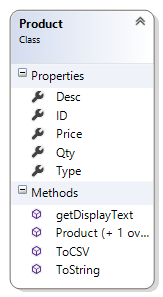 Product
Class
Properties
Desc
ID
Price
Qty
Type
Methods
getDisplayText
Product (+ 1 ov...
ToCSV
ToString